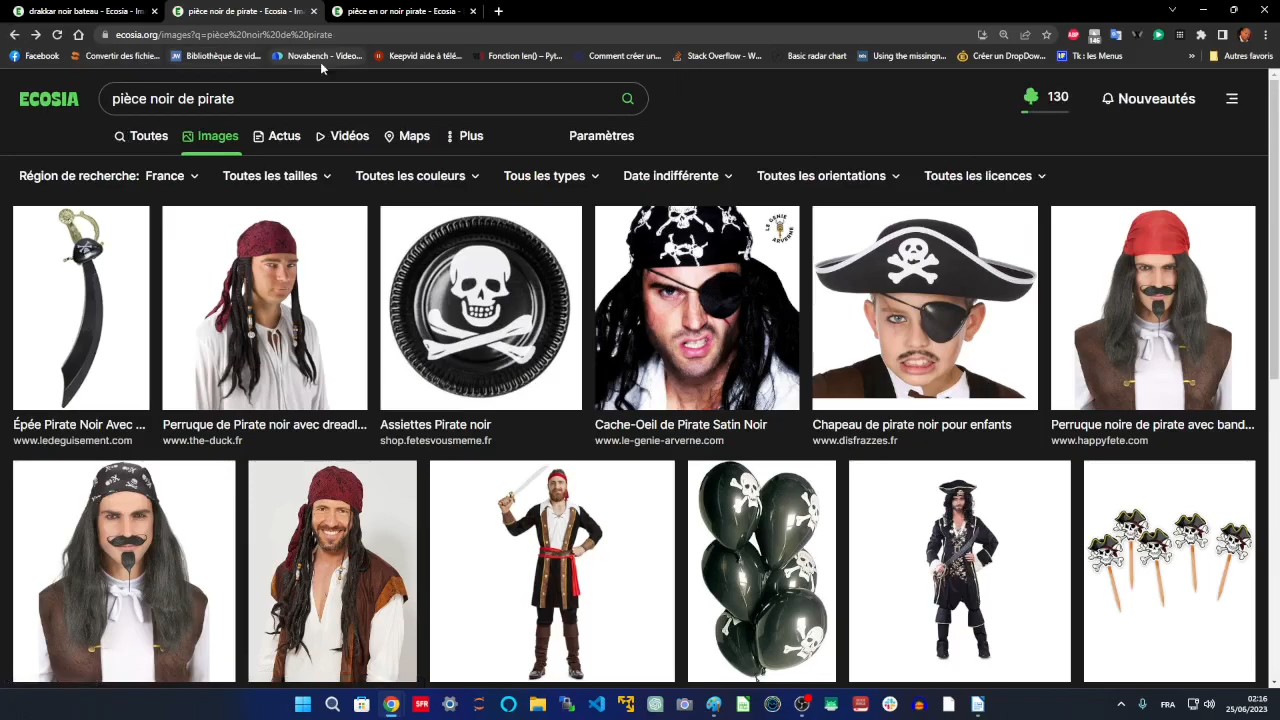 drakkar noir bateau - Ecosia - Im
pièce noir de pirate - Ecosia - Im
pièce en or noir pirate - Ecosia -
ecosia.org/images?q=pièce%20noir%20de%20pirate
Facebook
Convertir des fichie...
Bibliothèque de vid...
Novabench - Video...
Keepvid aide à télé...
Fonction len() – Pyt...
Comment créer un...
Stack Overflow - W...
Basic radar chart
Using the missingn...
Créer un DropDow...
Tk : les Menus
»
Autres favoris
ECOSIA
pièce noir de pirate
130
Nouveautés
Toutes
Images
Actus
Vidéos
Maps
Plus
Paramètres
Région de recherche: France
Toutes les tailles
Toutes les couleurs
Tous les types
Date indifférente
Toutes les orientations
Toutes les licences
LE GENIE ARVERNE
Épée Pirate Noir Avec ...
www.ledeguisement.com
Perruque de Pirate noir avec dreadl...
www.the-duck.fr
Assiettes Pirate noir
shop.fetesvousmeme.fr
Cache-Oeil de Pirate Satin Noir
www.le-genie-arverne.com
Chapeau de pirate noir pour enfants
www.disfrazzes.fr
Perruque noire de pirate avec band...
www.happyfete.com
SFR
FRA
02:16
25/06/2023